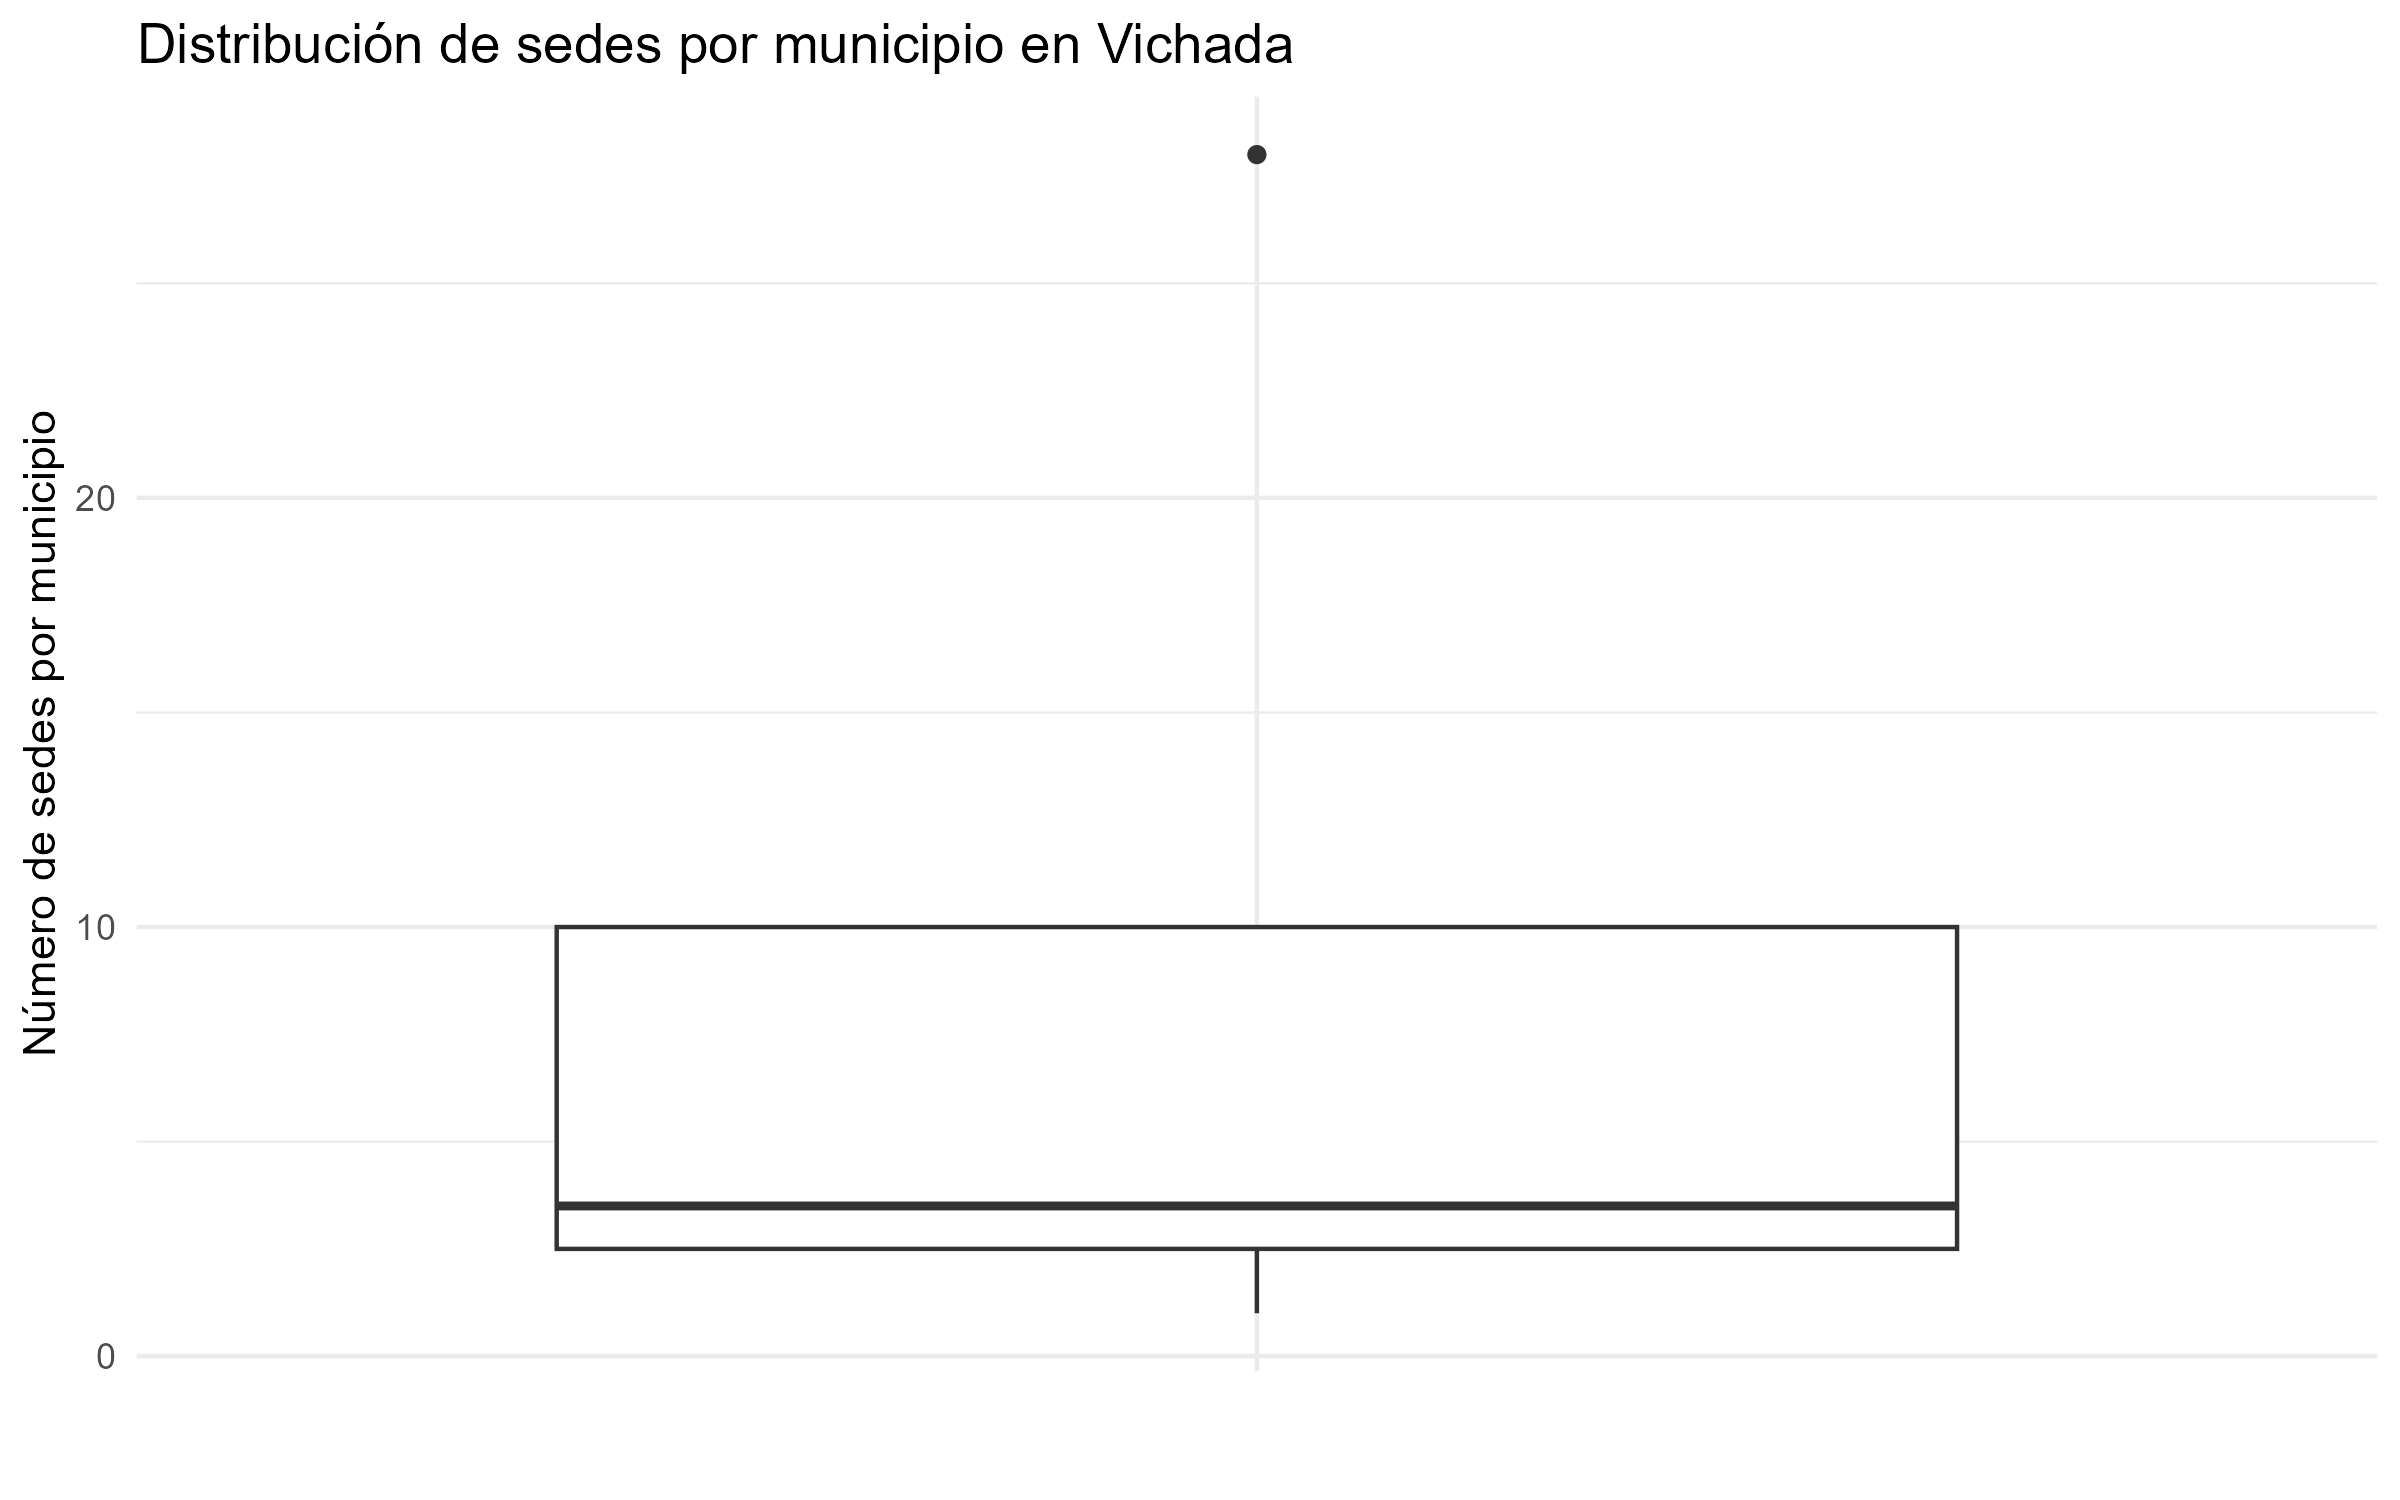 Distribución de sedes por municipio en Vichada
Número de sedes por municipio
20
10
0